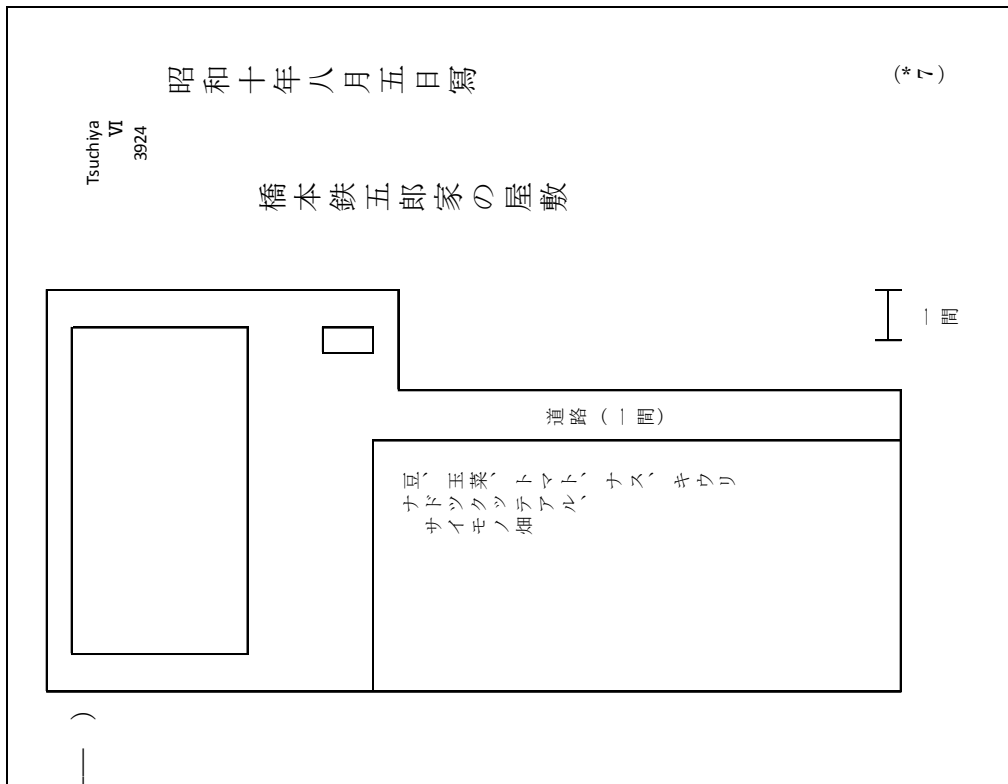 昭和十年八月五日寫
(*7)
Tsuchiya
Ⅵ
3924
橋本鉄五郎家の屋敷
一間
道路(一間)
豆、玉菜、トマト、ナス、キウリ
ナドツクッテアル、
サイモノ畑
)